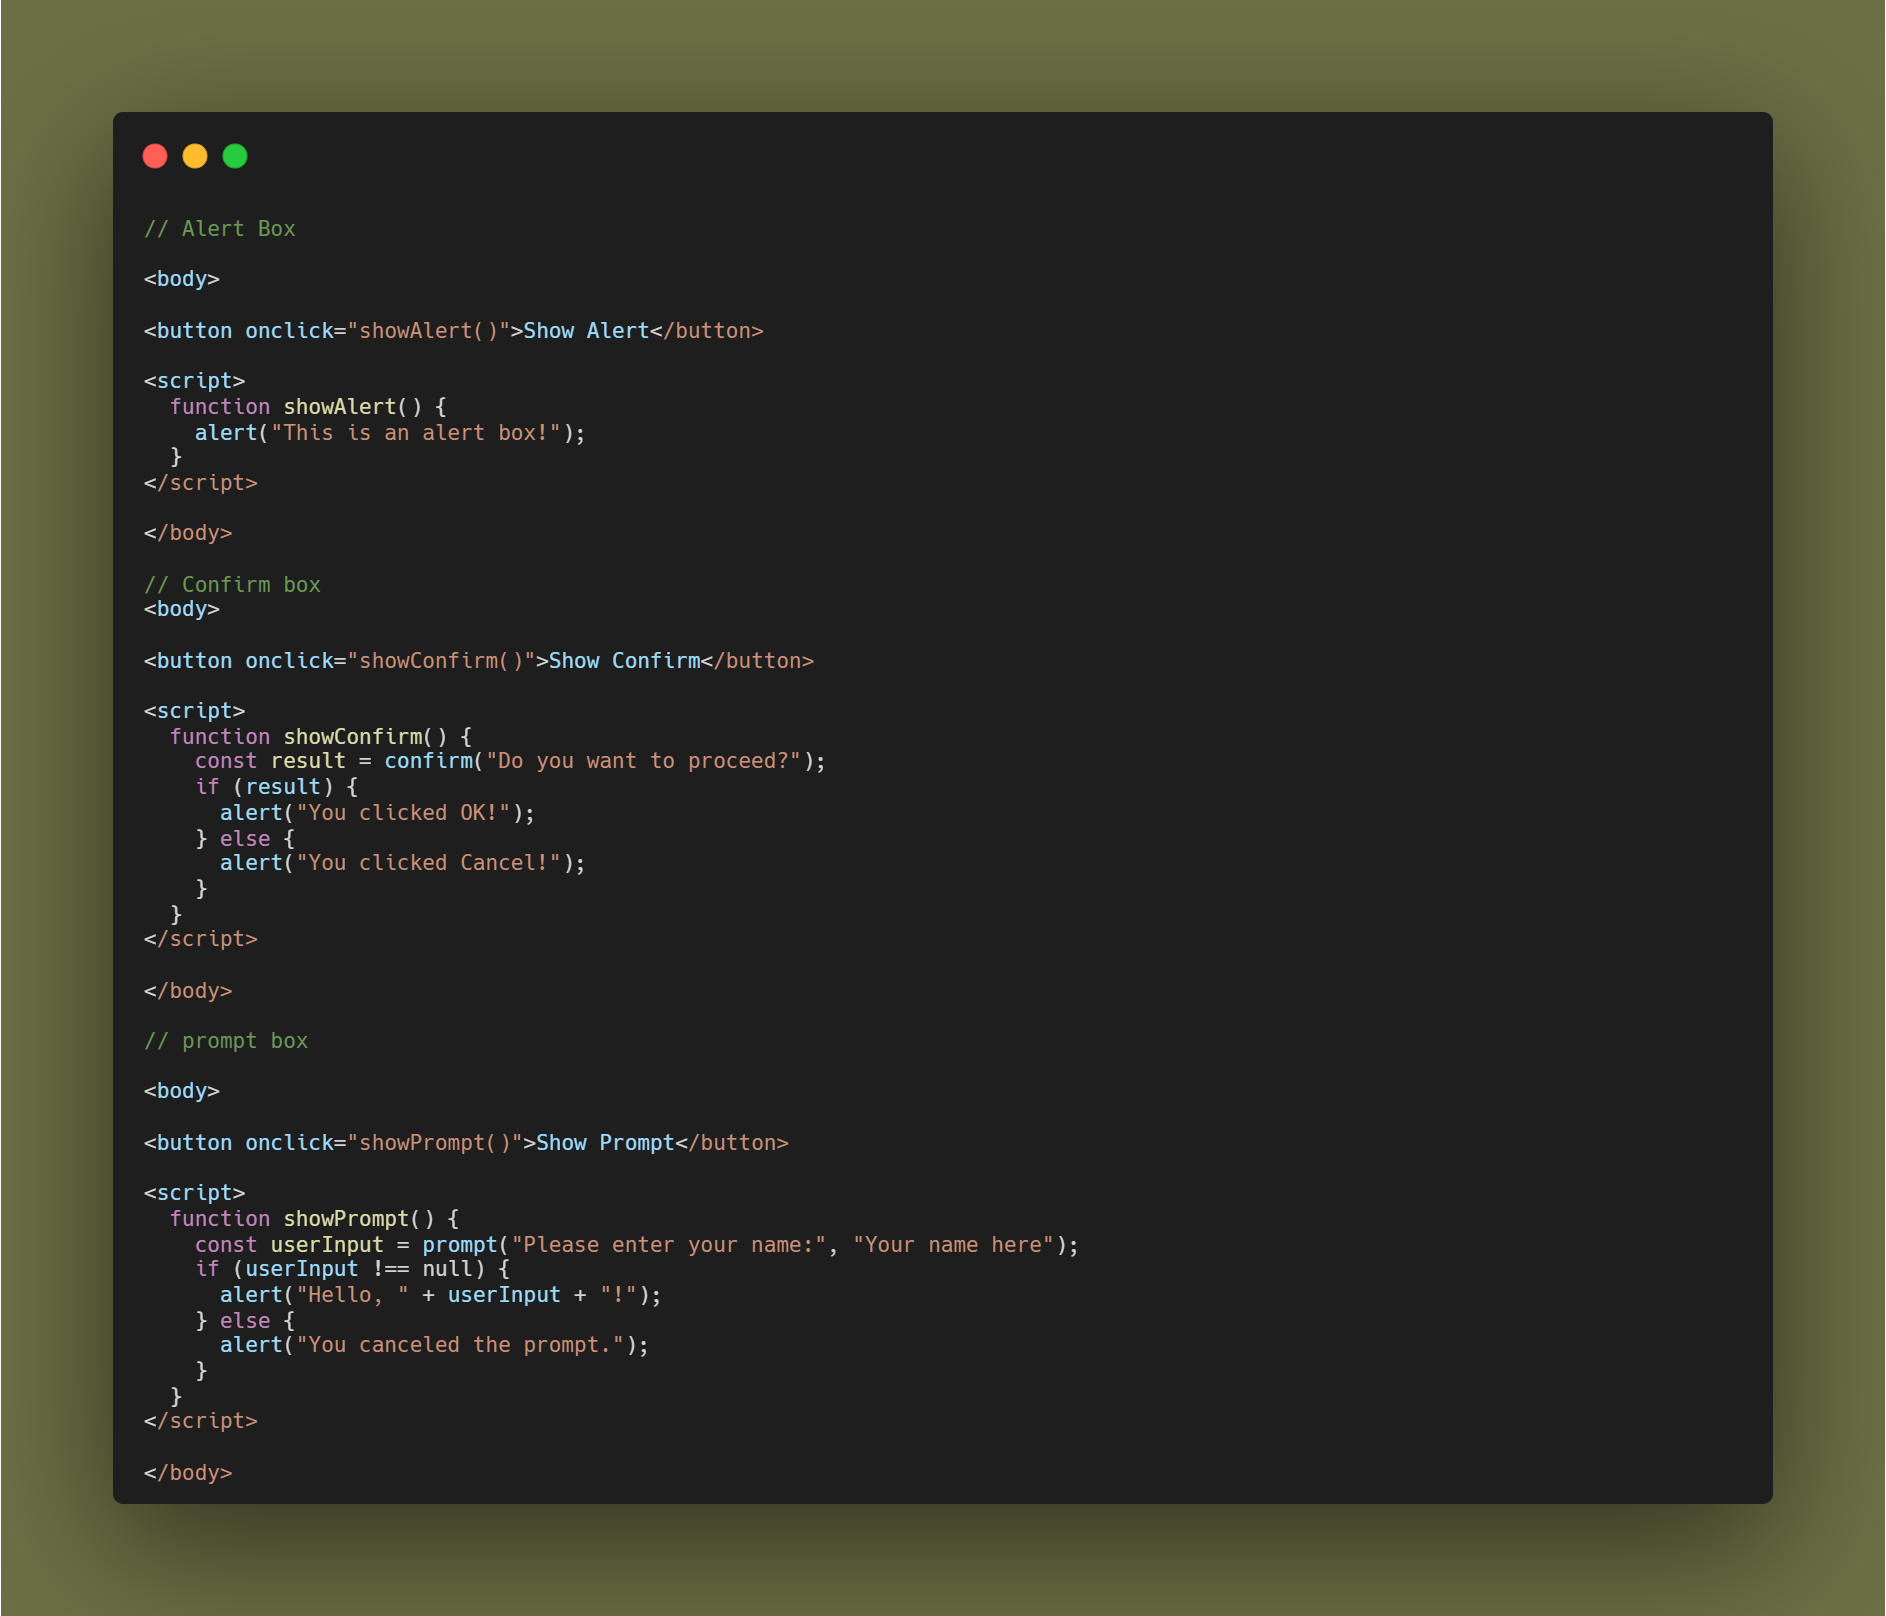 // Alert Box

<body>

<button onclick="showAlert()">Show Alert</button>

<script>
  function showAlert() {
    alert("This is an alert box!");
  }
</script>

</body>

// Confirm box
<body>

<button onclick="showConfirm()">Show Confirm</button>

<script>
  function showConfirm() {
    const result = confirm("Do you want to proceed?");
    if (result) {
      alert("You clicked OK!");
    } else {
      alert("You clicked Cancel!");
    }
  }
</script>

</body>

// prompt box

<body>

<button onclick="showPrompt()">Show Prompt</button>

<script>
  function showPrompt() {
    const userInput = prompt("Please enter your name:", "Your name here");
    if (userInput !== null) {
      alert("Hello, " + userInput + "!");
    } else {
      alert("You canceled the prompt.");
    }
  }
</script>

</body>